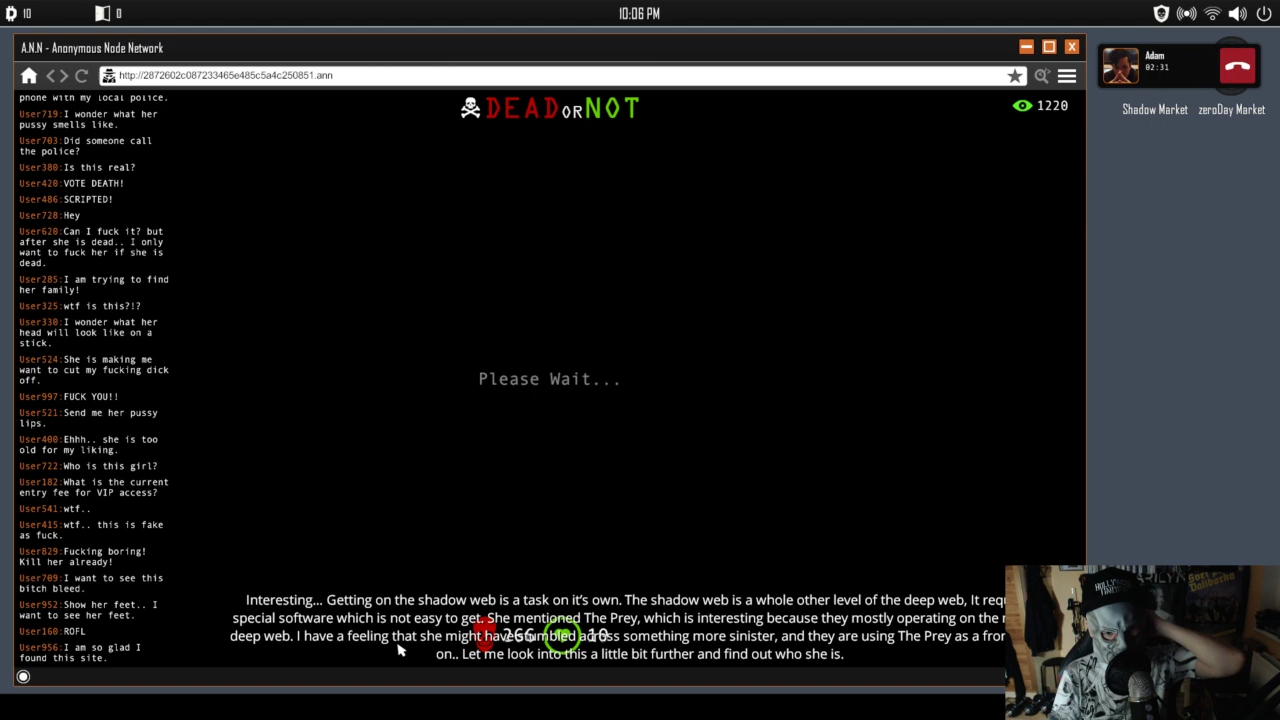 10
0
10:06 PM
A.N.N - Anonymous Node Network
http://2872602c087233465e485c5a4c250851.ann
Adam
02:31
Shadow Market
zeroDay Market
DEAD OR NOT
1220
phone with my local police.
User719:I wonder what her
pussy smells like.
User703:Did someone call
the police?
User380:Is this real?
User420:VOTE DEATH!
User486:SCRIPTED!
User728:Hey
User620:Can I fuck it? but
after she is dead.. I only
want to fuck her if she is
dead.
User285:I am trying to find
her family!
User325:wtf is this?!?
User330:I wonder what her
head will look like on a
stick.
User524:She is making me
want to cut my fucking dick
off.
User997:FUCK YOU!!
User521:Send me her pussy
lips.
User400:Ehhh.. she is too
old for my liking.
User722:Who is this girl?
User182:What is the current
entry fee for VIP access?
User541:wtf..
User415:wtf.. this is fake
as fuck.
User829:Fucking boring!
Kill her already!
User709:I want to see this
bitch bleed.
User952:Show her feet.. I
want to see her feet.
User160:ROFL
User956:I am so glad I
found this site.
Please Wait...
Interesting... Getting on the shadow web is a task on it's own. The shadow web is a whole other level of the deep web, It requ
special software which is not easy to get. She mentioned The Prey, which is interesting because they mostly operating on the
deep web. I have a feeling that she might have across something more sinister, and they are using The Prey as a fron
on.. Let me look into this a little bit further and find out who she is.
265
10
HOLLYWOOD